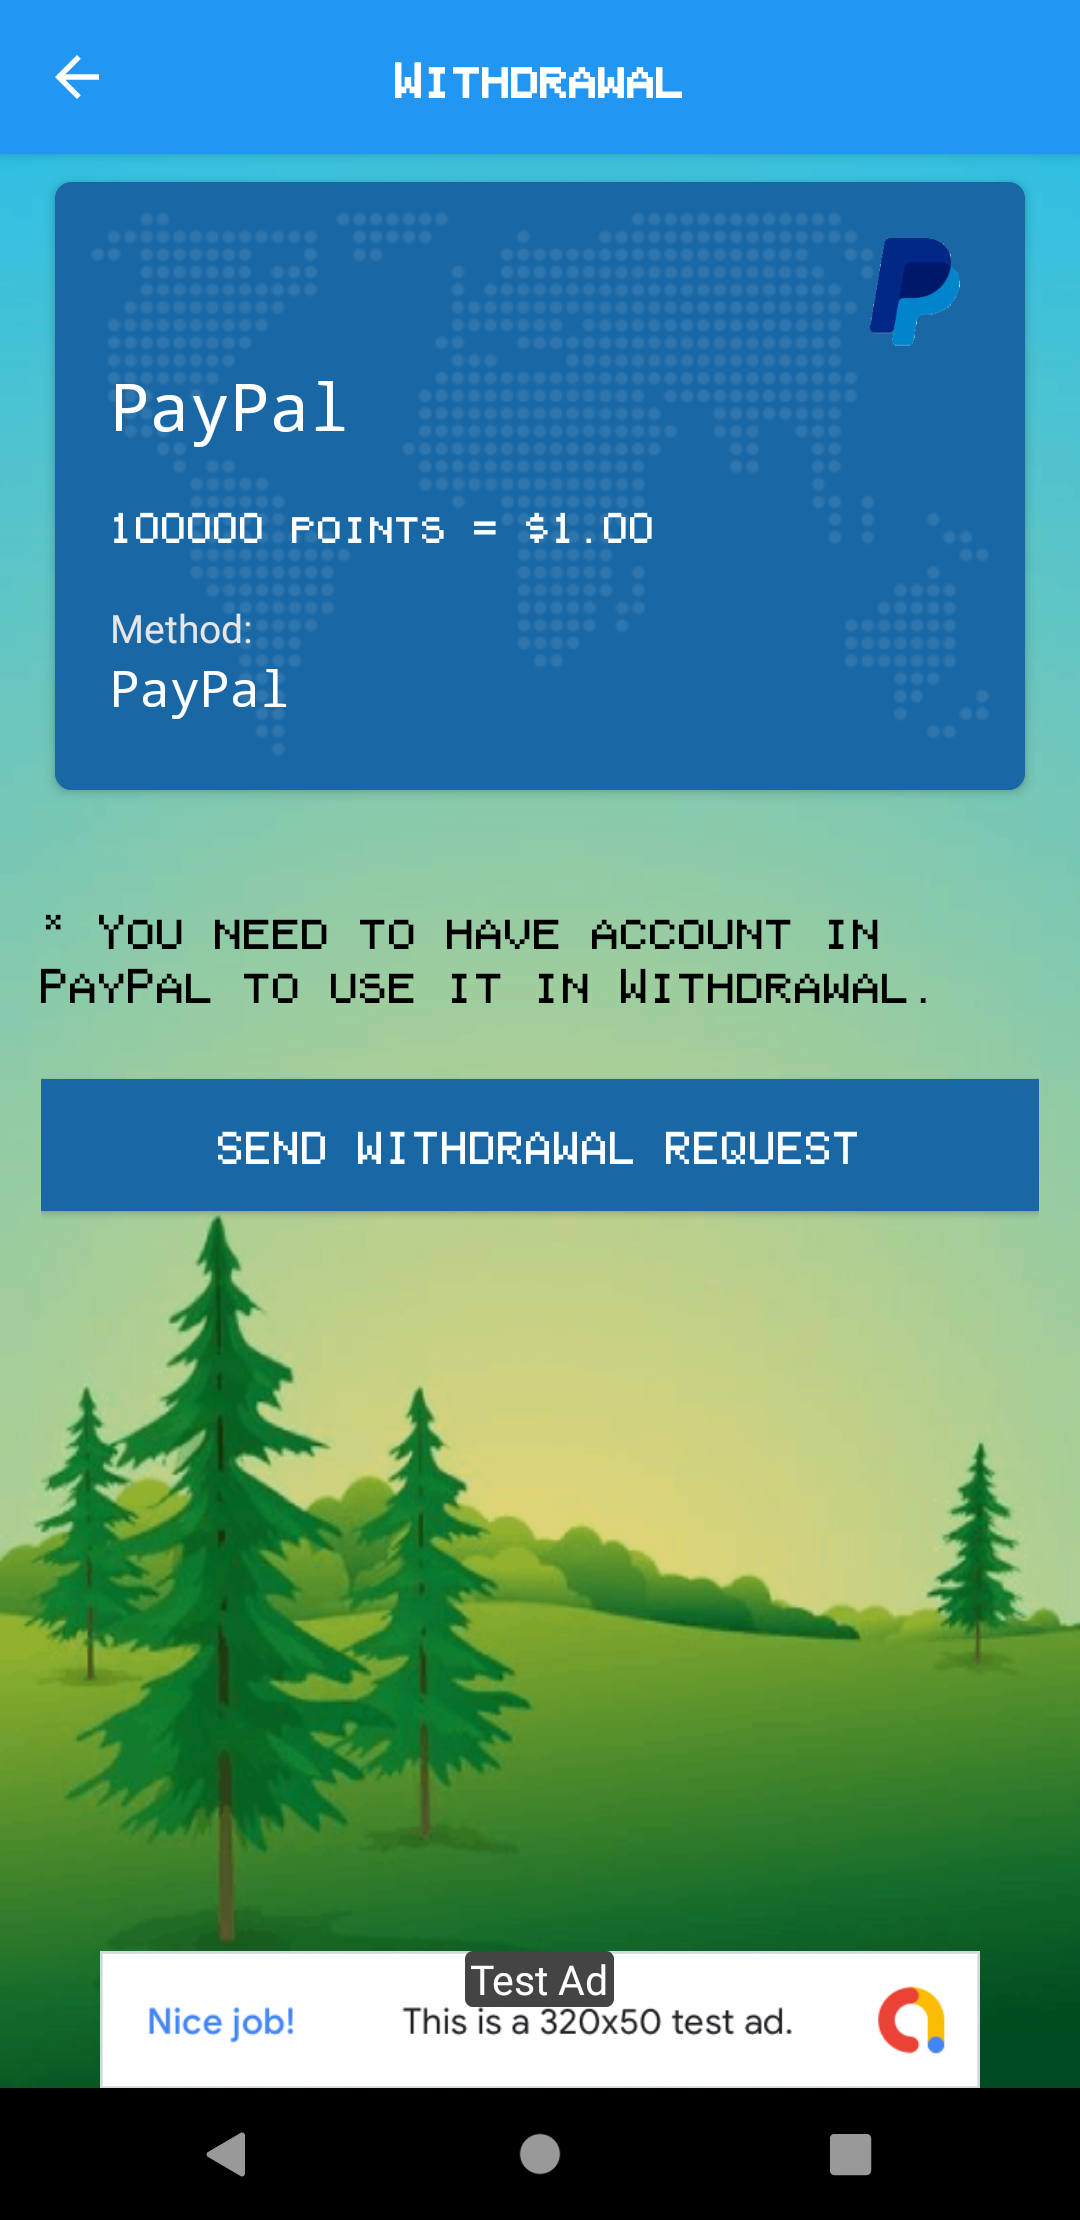 Withdrawal
PayPal
100000 points = $1.00
Method:
PayPal
* You need to have account in
PayPal to use it in Withdrawal.
SEND WITHDRAWAL REQUEST
Test Ad
Nice job!
This is a 320x50 test ad.